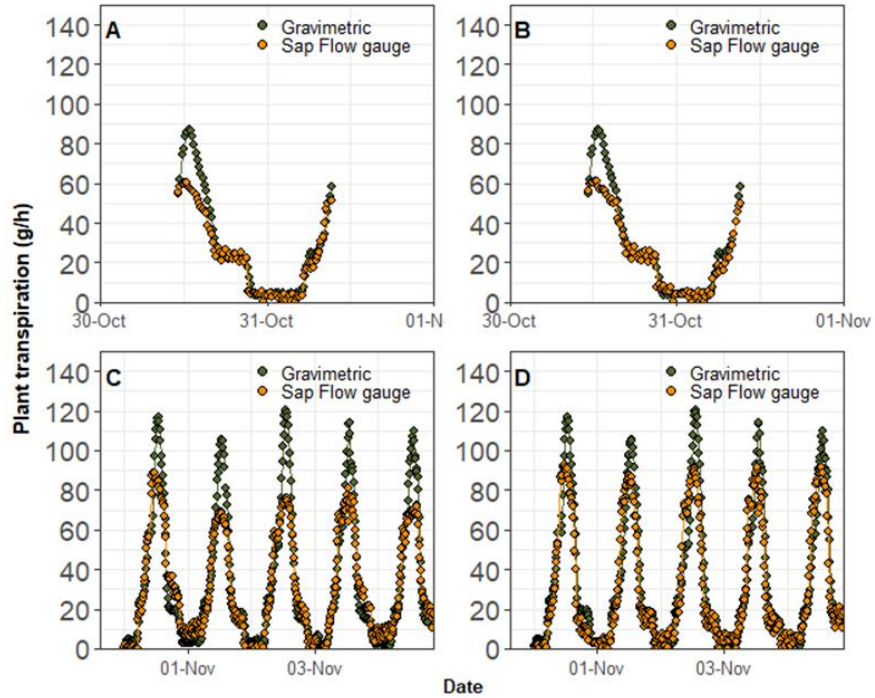 A
Gravimetric
Sap Flow gauge
140
120
100
80
60
40
20
0
30-Oct
31-Oct
01-N
B
Gravimetric
Sap Flow gauge
140
120
100
80
60
40
20
0
30-Oct
31-Oct
01-Nov
Plant transpiration (g/h)
C
Gravimetric
Sap Flow gauge
140
120
100
80
60
40
20
0
01-Nov
03-Nov
D
Gravimetric
Sap Flow gauge
140
120
100
80
60
40
20
0
01-Nov
03-Nov
Date